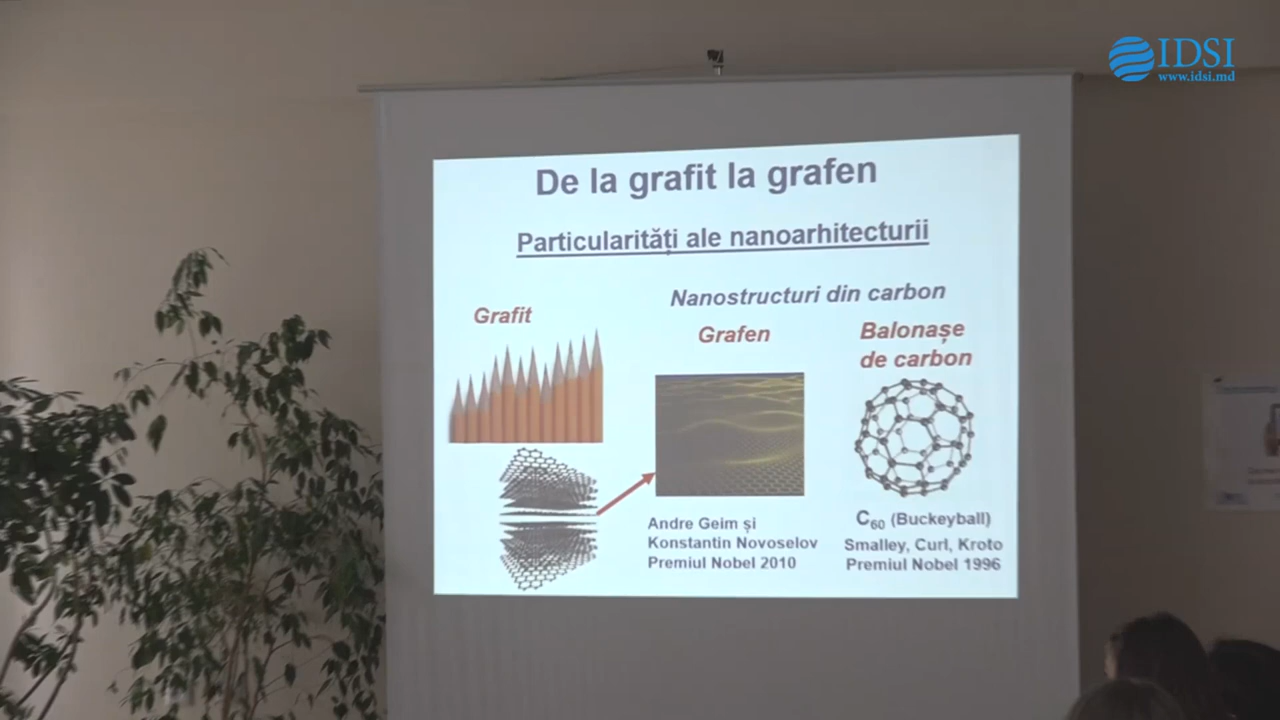 IDSI
www.idsi.md
De la grafit la grafen
Particularități ale nanoarhitecturii
Nanostructuri din carbon
Grafit
Grafen
Balonașe
de carbon
Andre Geim și
Konstantin Novoselov
Premiul Nobel 2010
C60 (Buckeyball)
Smalley, Curl, Kroto
Premiul Nobel 1996